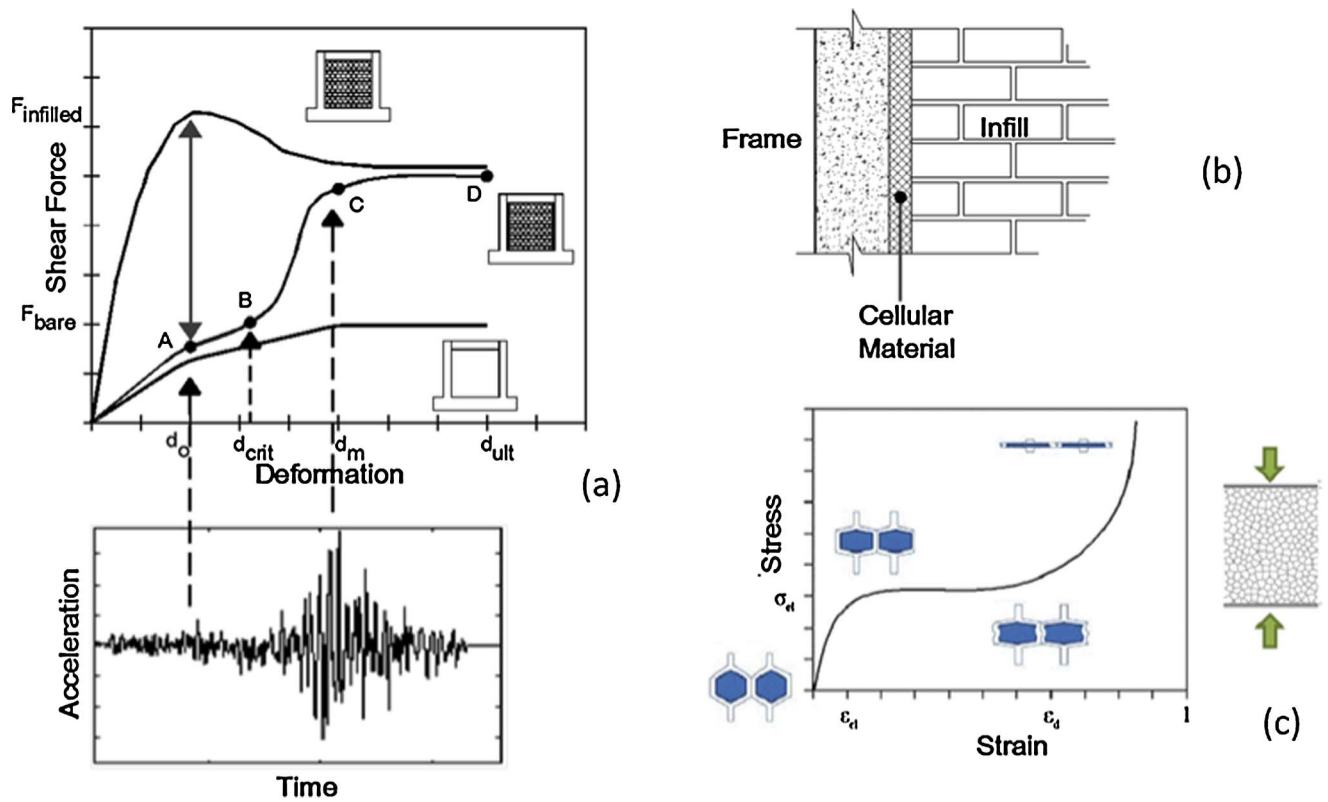 F_infilled
Shear Force
F_bare
A
B
C
D
d_o
d_crit
d_m
d_ult
Deformation
(a)
Acceleration
Time
Frame
Infill
Cellular
Material
(b)
Stress
σ_el
ε_el
ε_d
1
Strain
(c)